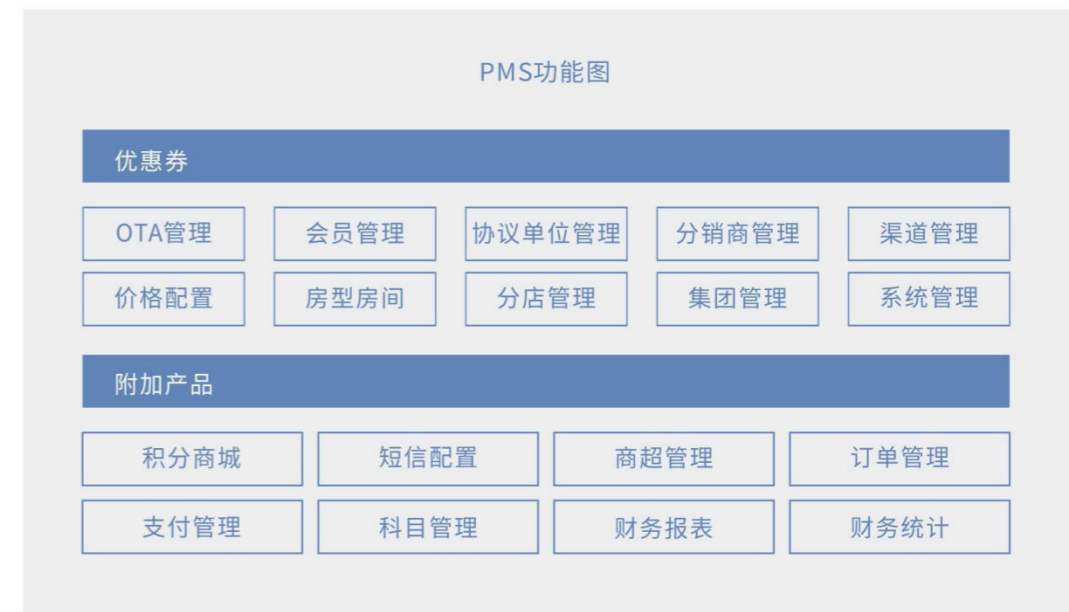 PMS功能图
优惠券
OTA管理 会员管理 协议单位管理 分销商管理 渠道管理
价格配置 房型房间 分店管理 集团管理 系统管理
附加产品
积分商城 短信配置 商超管理 订单管理
支付管理 科目管理 财务报表 财务统计